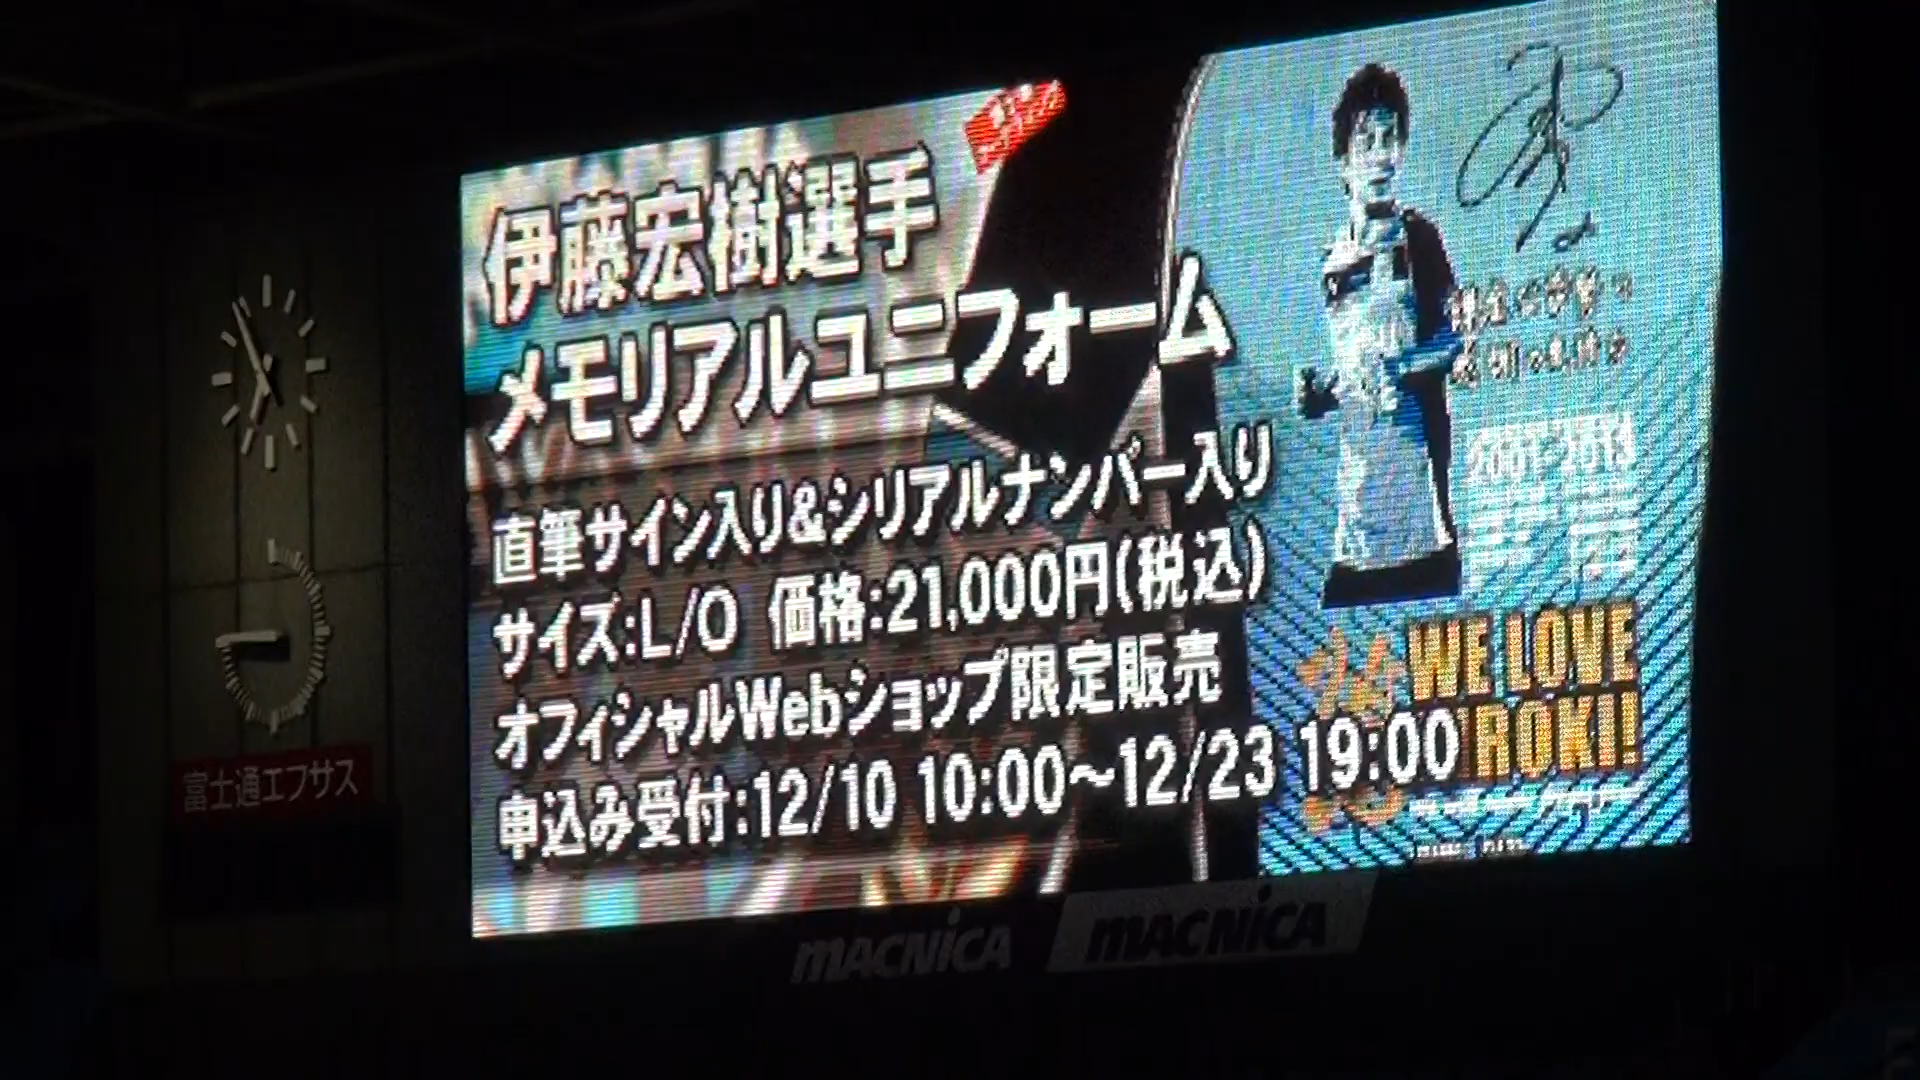 伊藤宏樹選手
メモリアルユニフォーム
直筆サイン入り&シリアルナンバー入り
サイズ:L/O 価格:21,000円(税込)
オフィシャルWebショップ限定販売
申込み受付:12/10 10:00~12/23 19:00
2001-2013
WE LOVE
HIROKI!
富士通エフサス
MACNICA
MACNICA